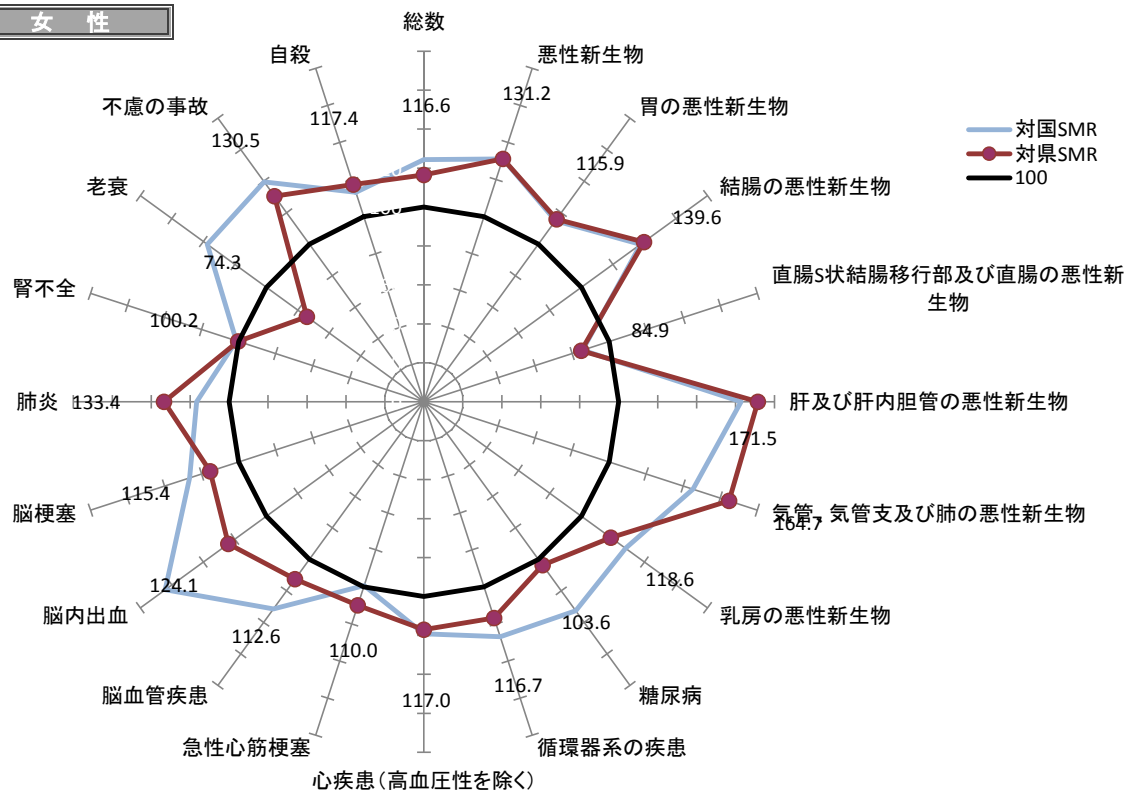 女 性
総数
116.6
悪性新生物
131.2
胃の悪性新生物
115.9
結腸の悪性新生物
139.6
直腸S状結腸移行部及び直腸の悪性新
生物
84.9
肝及び肝内胆管の悪性新生物
171.5
気管，気管支及び肺の悪性新生物
164.7
乳房の悪性新生物
118.6
糖尿病
103.6
循環器系の疾患
116.7
心疾患（高血圧性を除く）
117.0
急性心筋梗塞
110.0
脳血管疾患
112.6
脳内出血
124.1
脳梗塞
115.4
肺炎
133.4
腎不全
100.2
老衰
74.3
不慮の事故
130.5
自殺
117.4
対国SMR
対県SMR
100